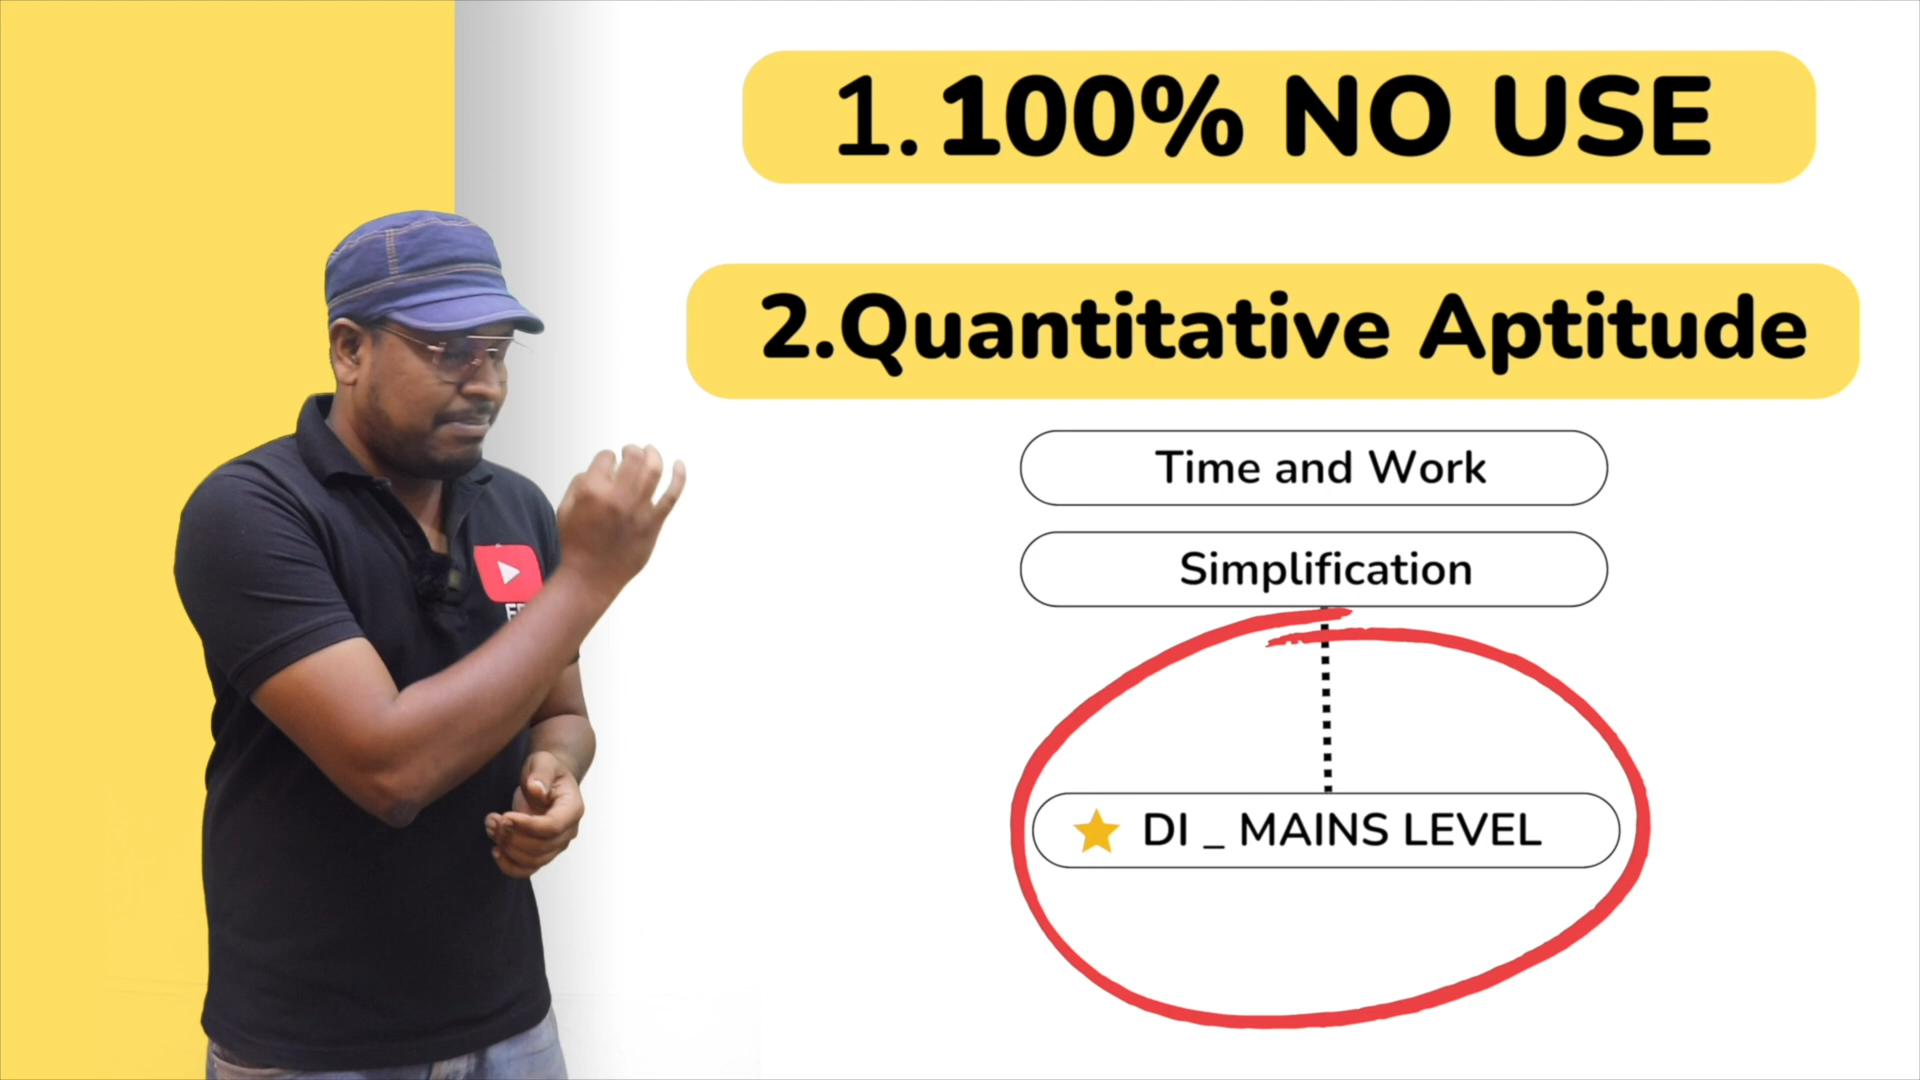 1. 100% NO USE
2.Quantitative Aptitude
Time and Work
Simplification
DI _ MAINS LEVEL